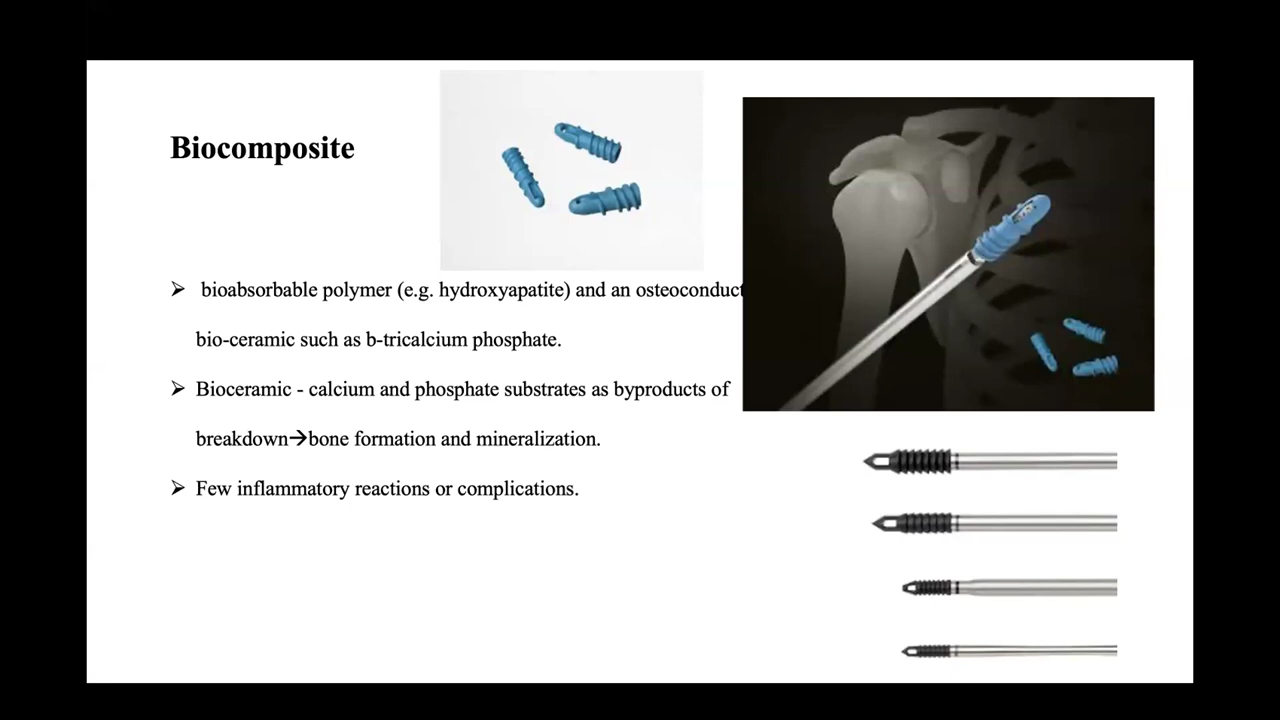 Biocomposite
➢ bioabsorbable polymer (e.g. hydroxyapatite) and an osteoconduct
bio-ceramic such as b-tricalcium phosphate.
➢ Bioceramic - calcium and phosphate substrates as byproducts of
breakdown→bone formation and mineralization.
➢ Few inflammatory reactions or complications.